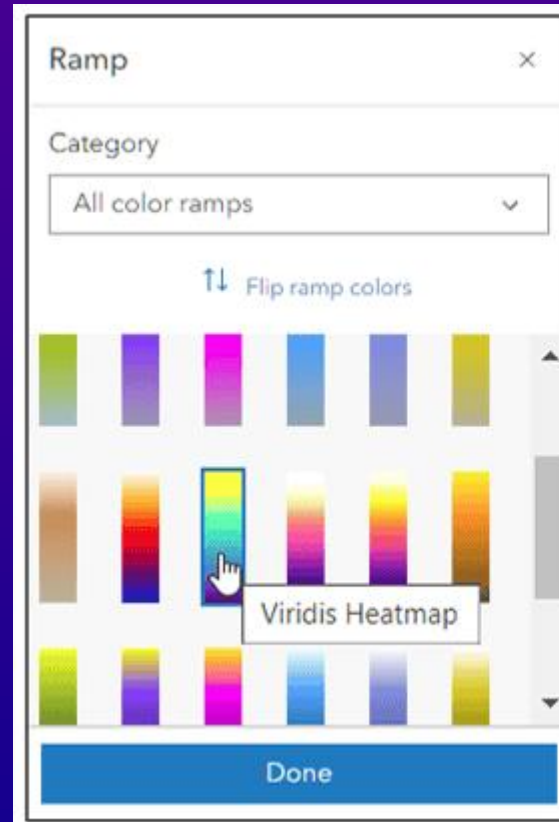 Ramp
Category
All color ramps
Flip ramp colors
Viridis Heatmap
Done